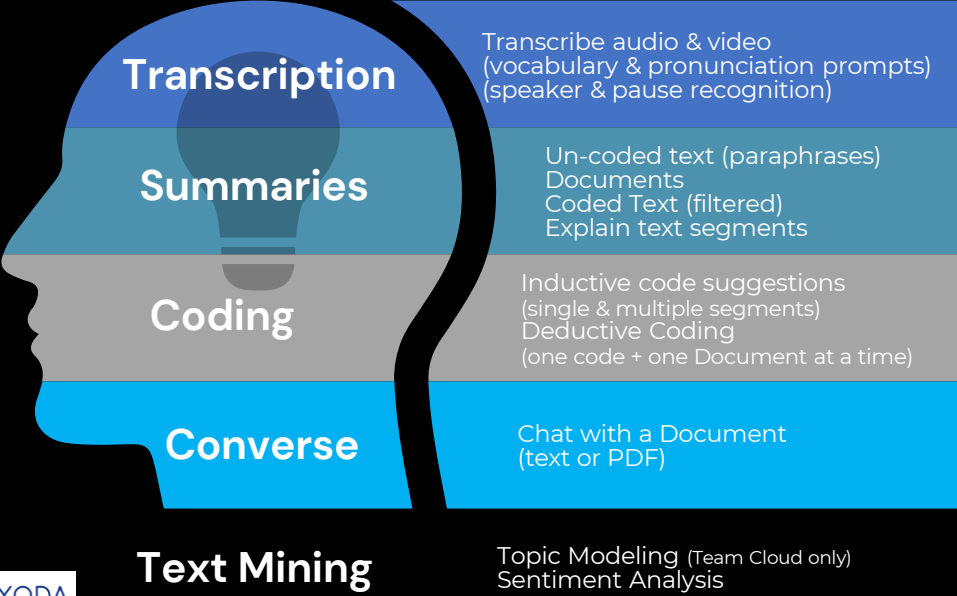 Transcription
Transcribe audio & video
(vocabulary & pronunciation prompts)
(speaker & pause recognition)
Summaries
Un-coded text (paraphrases)
Documents
Coded Text (filtered)
Explain text segments
Coding
Inductive code suggestions
(single & multiple segments)
Deductive Coding
(one code + one Document at a time)
Converse
Chat with a Document
(text or PDF)
Text Mining
Topic Modeling (Team Cloud only)
Sentiment Analysis